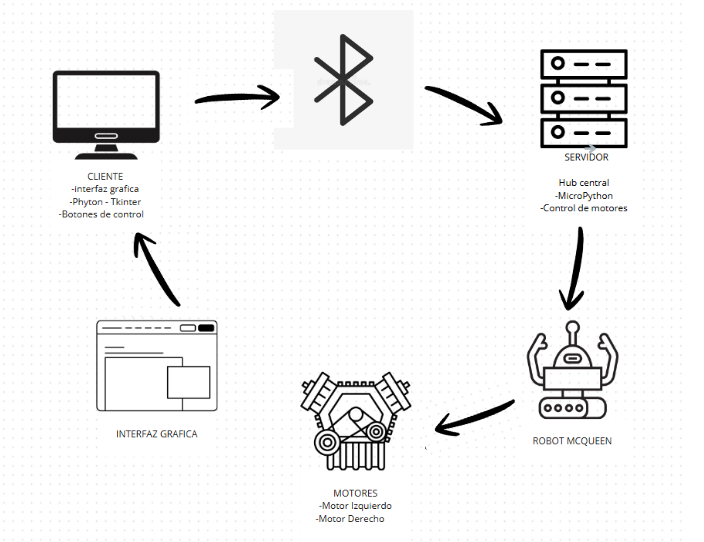 CLIENTE
-interfaz grafica
-Phyton - Tkinter
-Botones de control
SERVIDOR
Hub central
-MicroPython
-Control de motores
INTERFAZ GRAFICA
MOTORES
-Motor Izquierdo
-Motor Derecho
ROBOT MCQUEEN